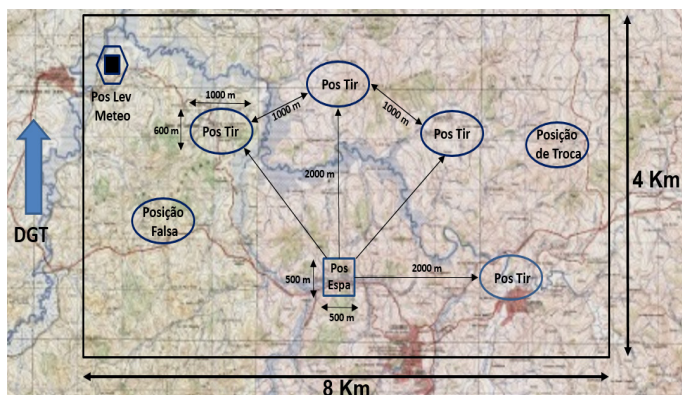 Pos Tir
1000 m
Pos Lev
Meteo
1000 m
1000 m
600 m
Pos Tir
Pos Tir
Posição
de Troca
2000 m
4 Km
Posição
Falsa
DGT
Pos
Espa
500 m
2000 m
Pos Tir
500 m
8 Km